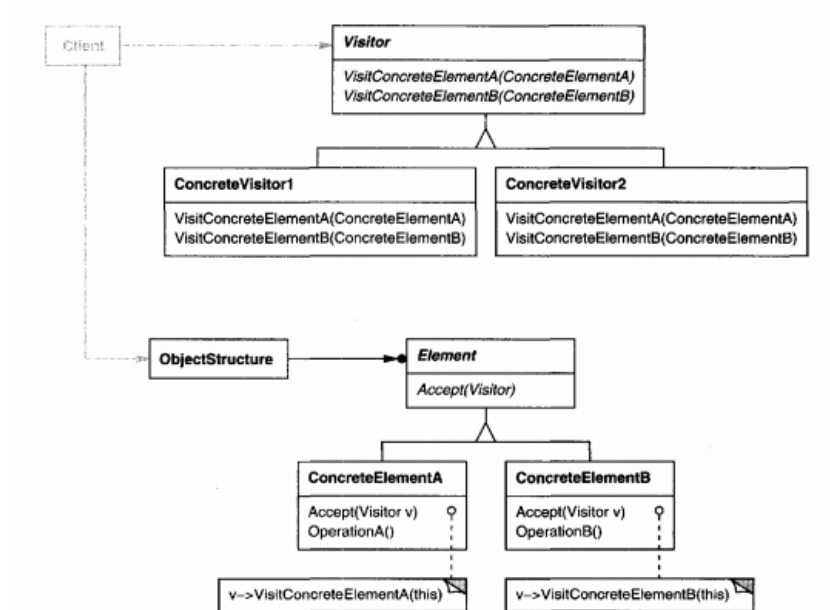 Client
Visitor
VisitConcreteElementA(ConcreteElementA)
VisitConcreteElementB(ConcreteElementB)
ConcreteVisitor1
VisitConcreteElementA(ConcreteElementA)
VisitConcreteElementB(ConcreteElementB)
ConcreteVisitor2
VisitConcreteElementA(ConcreteElementA)
VisitConcreteElementB(ConcreteElementB)
ObjectStructure
Element
Accept(Visitor)
ConcreteElementA
Accept(Visitor v)
OperationA()
ConcreteElementB
Accept(Visitor v)
OperationB()
v->VisitConcreteElementA(this)
v->VisitConcreteElementB(this)